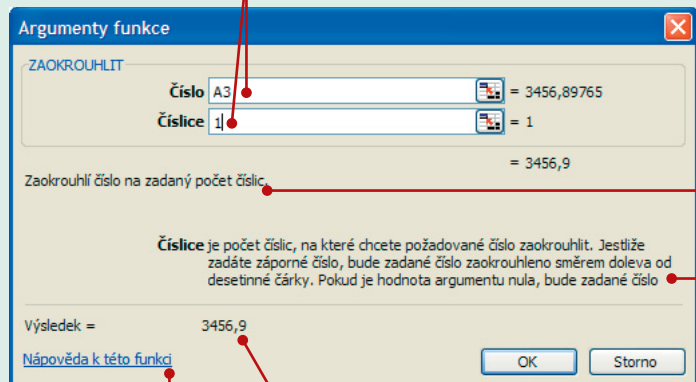 Argumenty funkce
ZAOKROUHLIT
Číslo A3 = 3456,89765
Číslice 1 = 1
= 3456,9
Zaokrouhlí číslo na zadaný počet číslic.
Číslice je počet číslic, na které chcete požadované číslo zaokrouhlit. Jestliže
zadáte záporné číslo, bude zadané číslo zaokrouhleno směrem doleva od
desetinné čárky. Pokud je hodnota argumentu nula, bude zadané číslo
Výsledek = 3456,9
Nápověda k této funkci
OK Storno